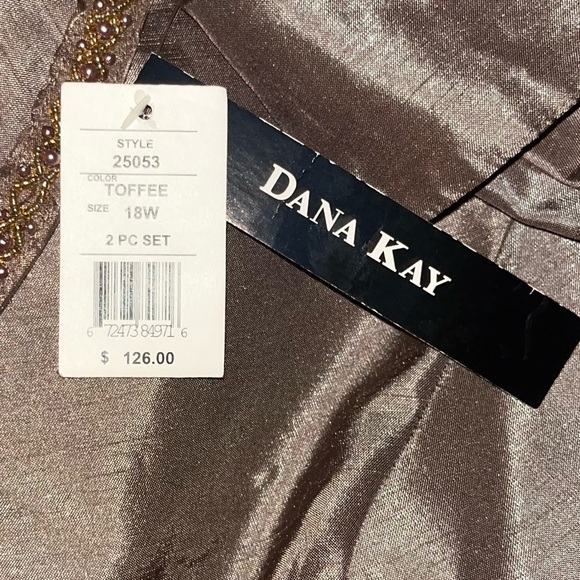 STYLE
25053
COLOR
TOFFEE
SIZE 18W
2 PC SET
6 72473 84971 6
$ 126.00
DANA KAY